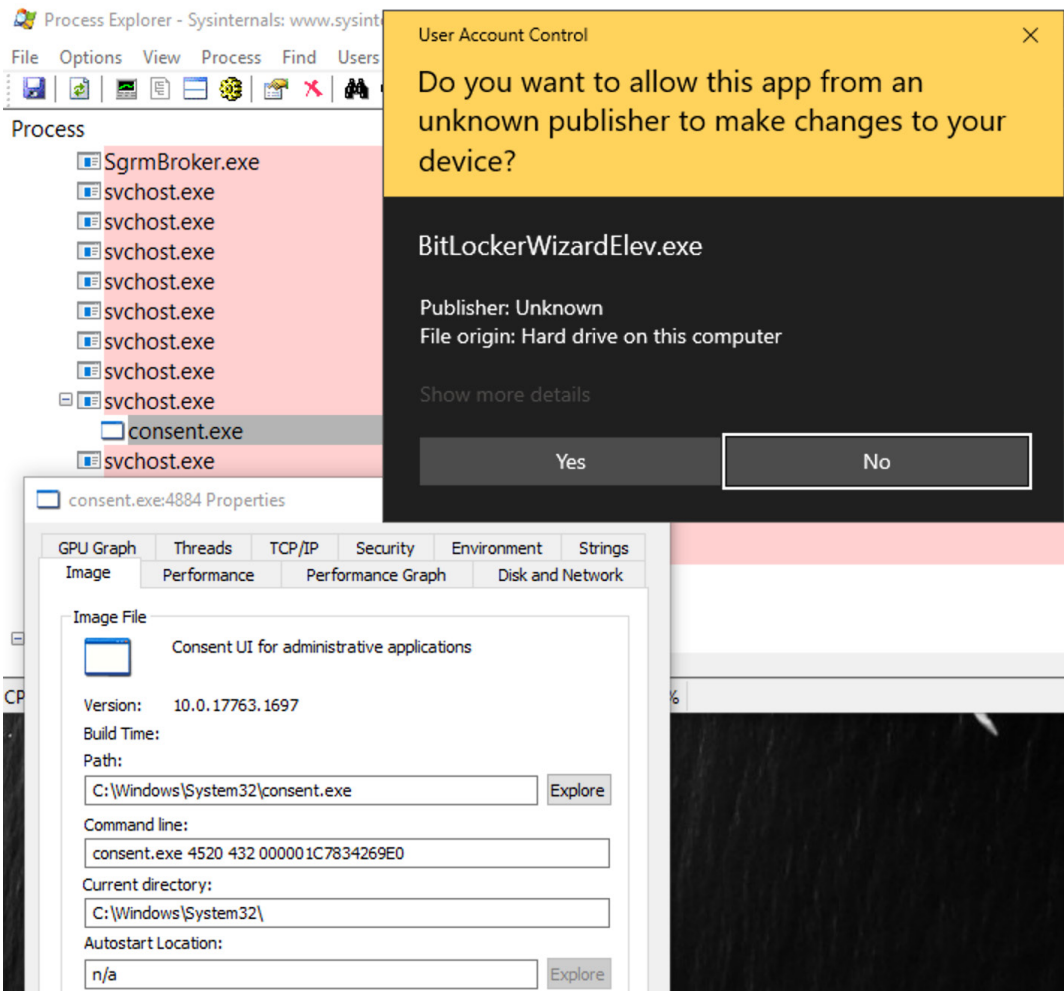 Process Explorer - Sysinternals: www.sysint
File Options View Process Find Users
Process
SgrmBroker.exe
svchost.exe
svchost.exe
svchost.exe
svchost.exe
svchost.exe
svchost.exe
svchost.exe
svchost.exe
consent.exe
svchost.exe
User Account Control
Do you want to allow this app from an
unknown publisher to make changes to your
device?
BitLockerWizardElev.exe
Publisher: Unknown
File origin: Hard drive on this computer
Show more details
Yes No
consent.exe:4884 Properties
GPU Graph Threads TCP/IP Security Environment Strings
Image Performance Performance Graph Disk and Network
Image File
Consent UI for administrative applications
Version: 10.0.17763.1697
Build Time:
Path:
C:\Windows\System32\consent.exe Explore
Command line:
consent.exe 4520 432 000001C7834269E0
Current directory:
C:\Windows\System32\
Autostart Location:
n/a Explore
CP
%